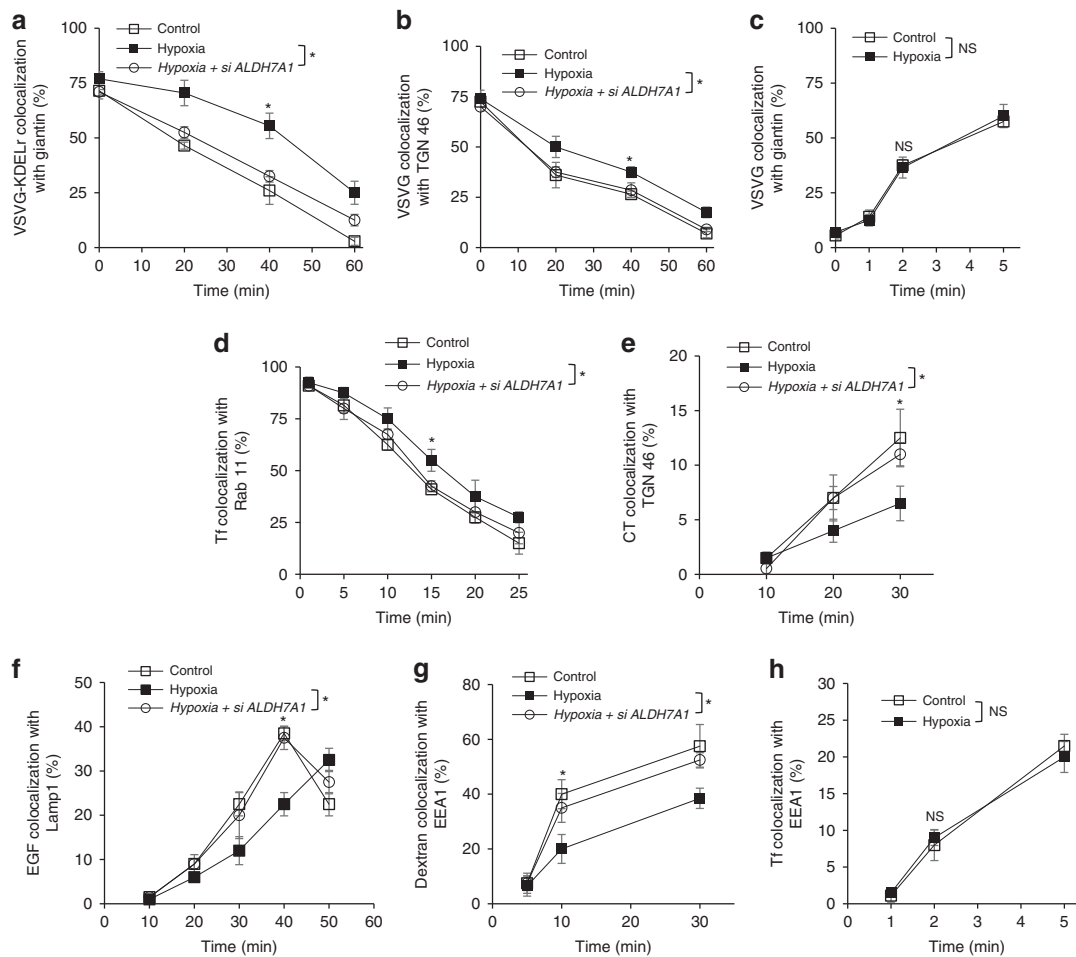 a
Control
Hypoxia
Hypoxia + si ALDH7A1
*
*
VSVG-KDELr colocalization
with giantin (%)
100
75
50
25
0
0 10 20 30 40 50 60
Time (min)
b
Control
Hypoxia
Hypoxia + si ALDH7A1
*
*
VSVG colocalization
with TGN 46 (%)
100
75
50
25
0
0 10 20 30 40 50 60
Time (min)
c
Control
Hypoxia
NS
NS
VSVG colocalization
with giantin (%)
100
75
50
25
0
0 1 2 3 4 5
Time (min)
d
Control
Hypoxia
Hypoxia + si ALDH7A1
*
*
Tf colocalization with
Rab 11 (%)
100
75
50
25
0
0 5 10 15 20 25
Time (min)
e
Control
Hypoxia
Hypoxia + si ALDH7A1
*
*
CT colocalization with
TGN 46 (%)
20
15
10
5
0
0 10 20 30
Time (min)
f
Control
Hypoxia
Hypoxia + si ALDH7A1
*
*
EGF colocalization with
Lamp1 (%)
50
40
30
20
10
0
0 10 20 30 40 50 60
Time (min)
g
Control
Hypoxia
Hypoxia + si ALDH7A1
*
*
Dextran colocalization with
EEA1 (%)
80
60
40
20
0
0 10 20 30
Time (min)
h
Control
Hypoxia
NS
NS
Tf colocalization with
EEA1 (%)
30
25
20
15
10
5
0
0 1 2 3 4 5
Time (min)